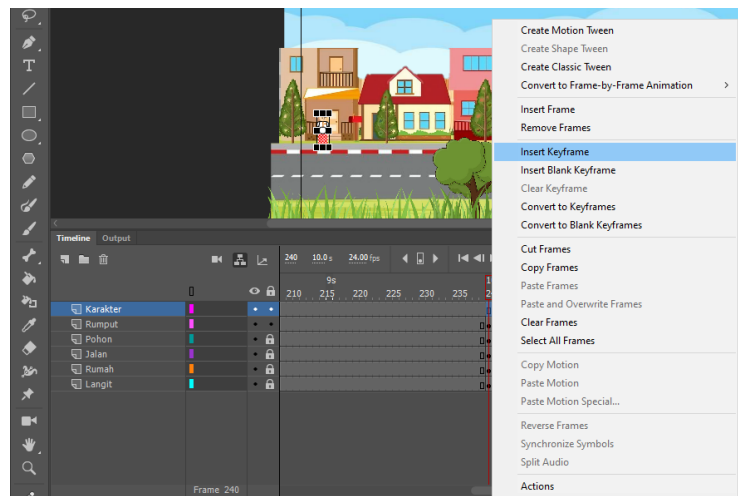 Create Motion Tween
Create Shape Tween
Create Classic Tween
Convert to Frame-by-Frame Animation
Insert Frame
Remove Frames
Insert Keyframe
Insert Blank Keyframe
Clear Keyframe
Convert to Keyframes
Convert to Blank Keyframes
Cut Frames
Copy Frames
Paste Frames
Paste and Overwrite Frames
Clear Frames
Select All Frames
Copy Motion
Paste Motion
Paste Motion Special...
Reverse Frames
Synchronize Symbols
Split Audio
Actions
Timeline Output
240 10.0 s 24.00 fps
9s
210 215 220 225 230 235
Karakter
Rumput
Pohon
Jalan
Rumah
Langit
Frame 240